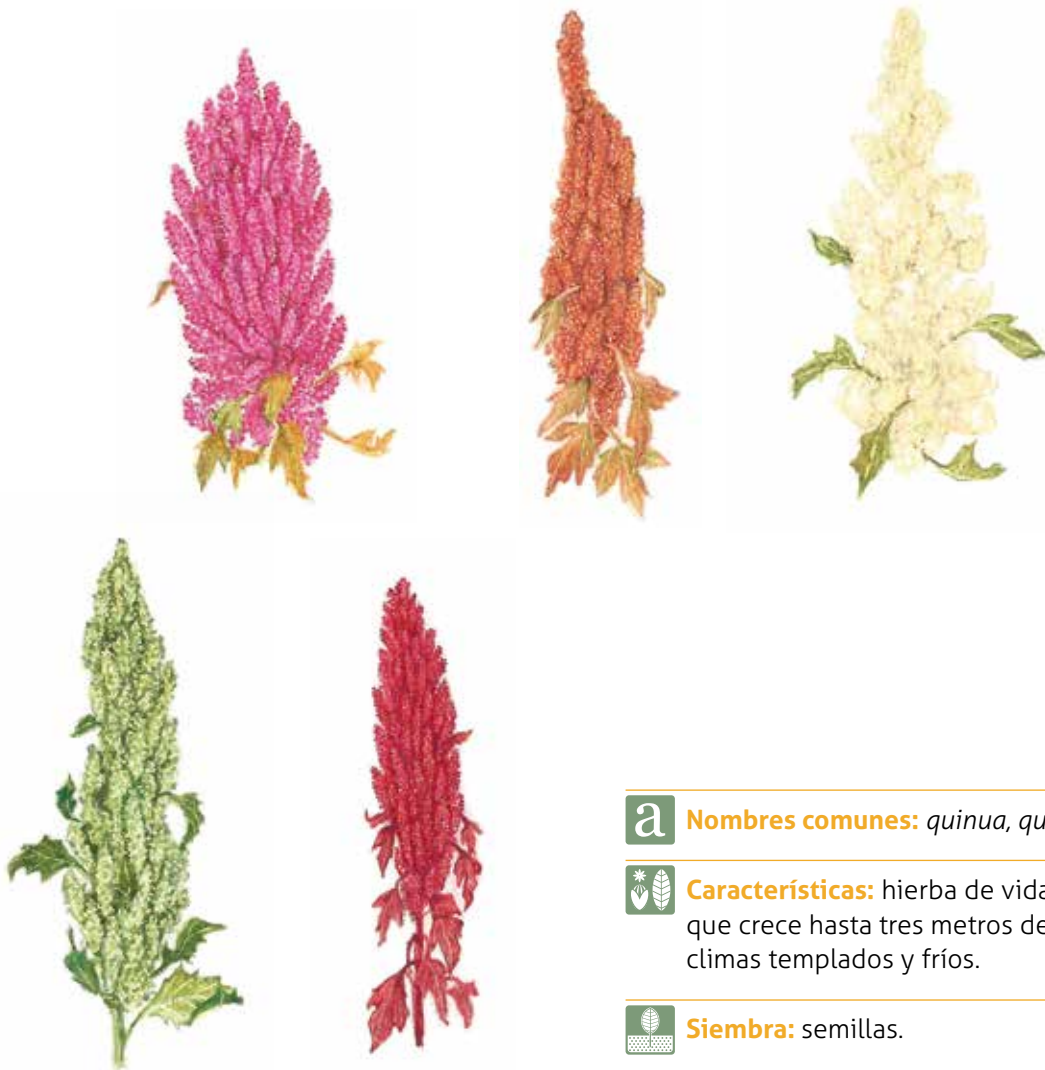 a Nombres comunes: quinua, qu
Características: hierba de vida
que crece hasta tres metros de
climas templados y fríos.
Siembra: semillas.